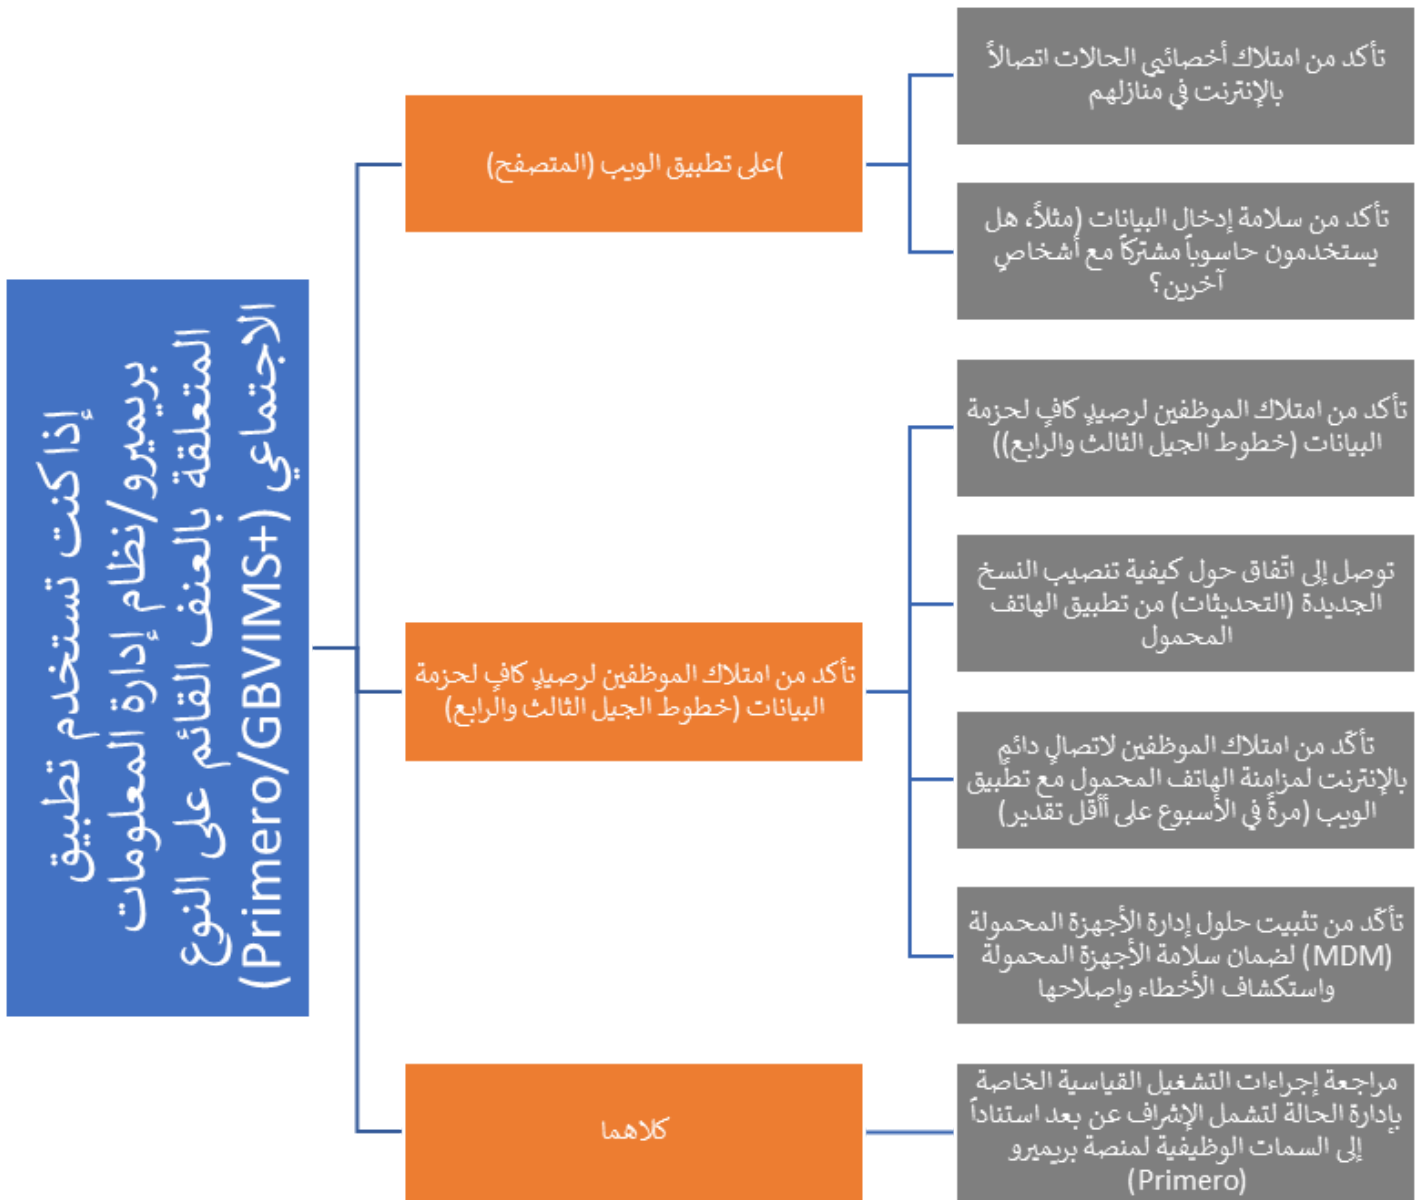 إذا كنت تستخدم تطبيق
بريميرو/نظام إدارة المعلومات
المتعلقة بالعنف القائم على النوع
الاجتماعي (Primero/GBVIMS+)
)على تطبيق الويب (المتصفح)
تأكد من امتلاك أخصائيي الحالات اتصالاً
بالإنترنت في منازلهم
تأكد من سلامة إدخال البيانات (مثلاً، هل
يستخدمون حاسوباً مشتركاً مع أشخاصٍ
آخرين؟
تأكد من امتلاك الموظفين لرصيدٍ كافٍ لحزمة
البيانات (خطوط الجيل الثالث والرابع)
تأكد من امتلاك الموظفين لرصيدٍ كافٍ لحزمة
البيانات (خطوط الجيل الثالث والرابع))
توصل إلى اتّفاق حول كيفية تنصيب النسخ
الجديدة (التحديثات) من تطبيق الهاتف
المحمول
تأكّد من امتلاك الموظفين لاتصالٍ دائمٍ
بالإنترنت لمزامنة الهاتف المحمول مع تطبيق
الويب (مرةً في الأسبوع على أأقل تقدير)
تأكّد من تثبيت حلول إدارة الأجهزة المحمولة
(MDM) لضمان سلامة الأجهزة المحمولة
واستكشاف الأخطاء وإصلاحها
كلاهما
مراجعة إجراءات التشغيل القياسية الخاصة
بإدارة الحالة لتشمل الإشراف عن بعد استناداً
إلى السمات الوظيفية لمنصة بريميرو
(Primero)